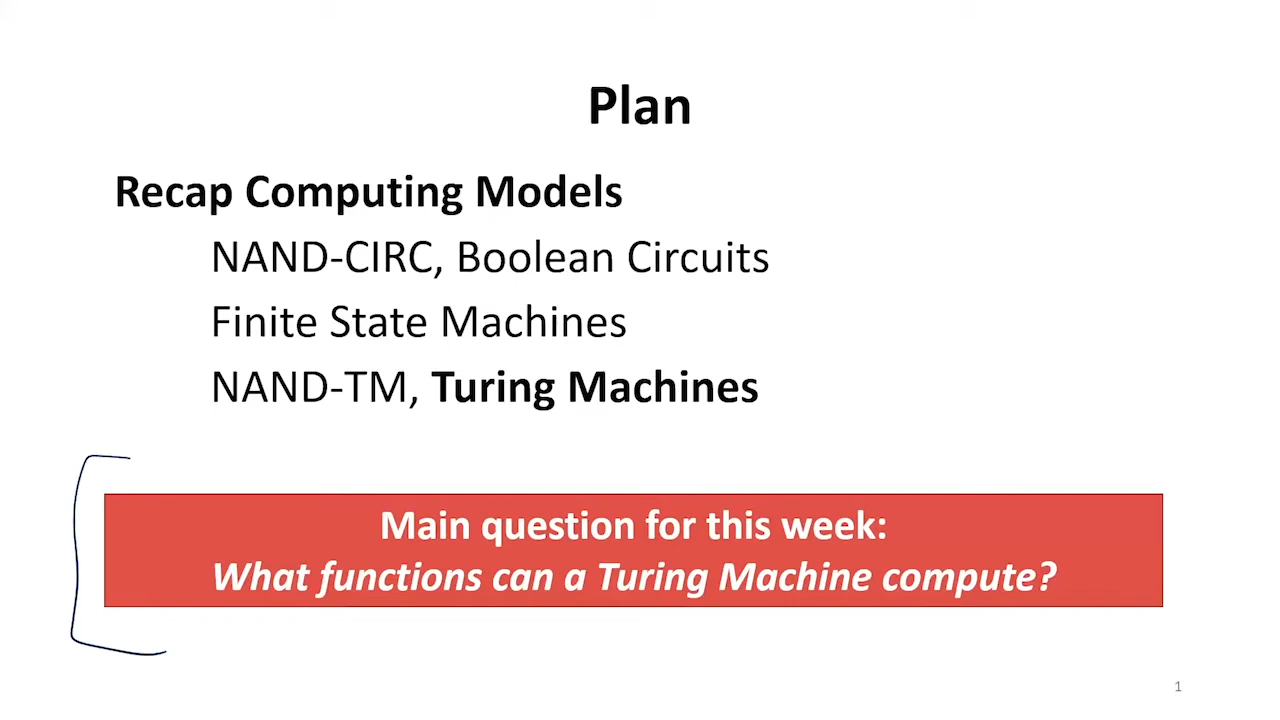 Plan
Recap Computing Models
NAND-CIRC, Boolean Circuits
Finite State Machines
NAND-TM, Turing Machines
Main question for this week:
What functions can a Turing Machine compute?
1